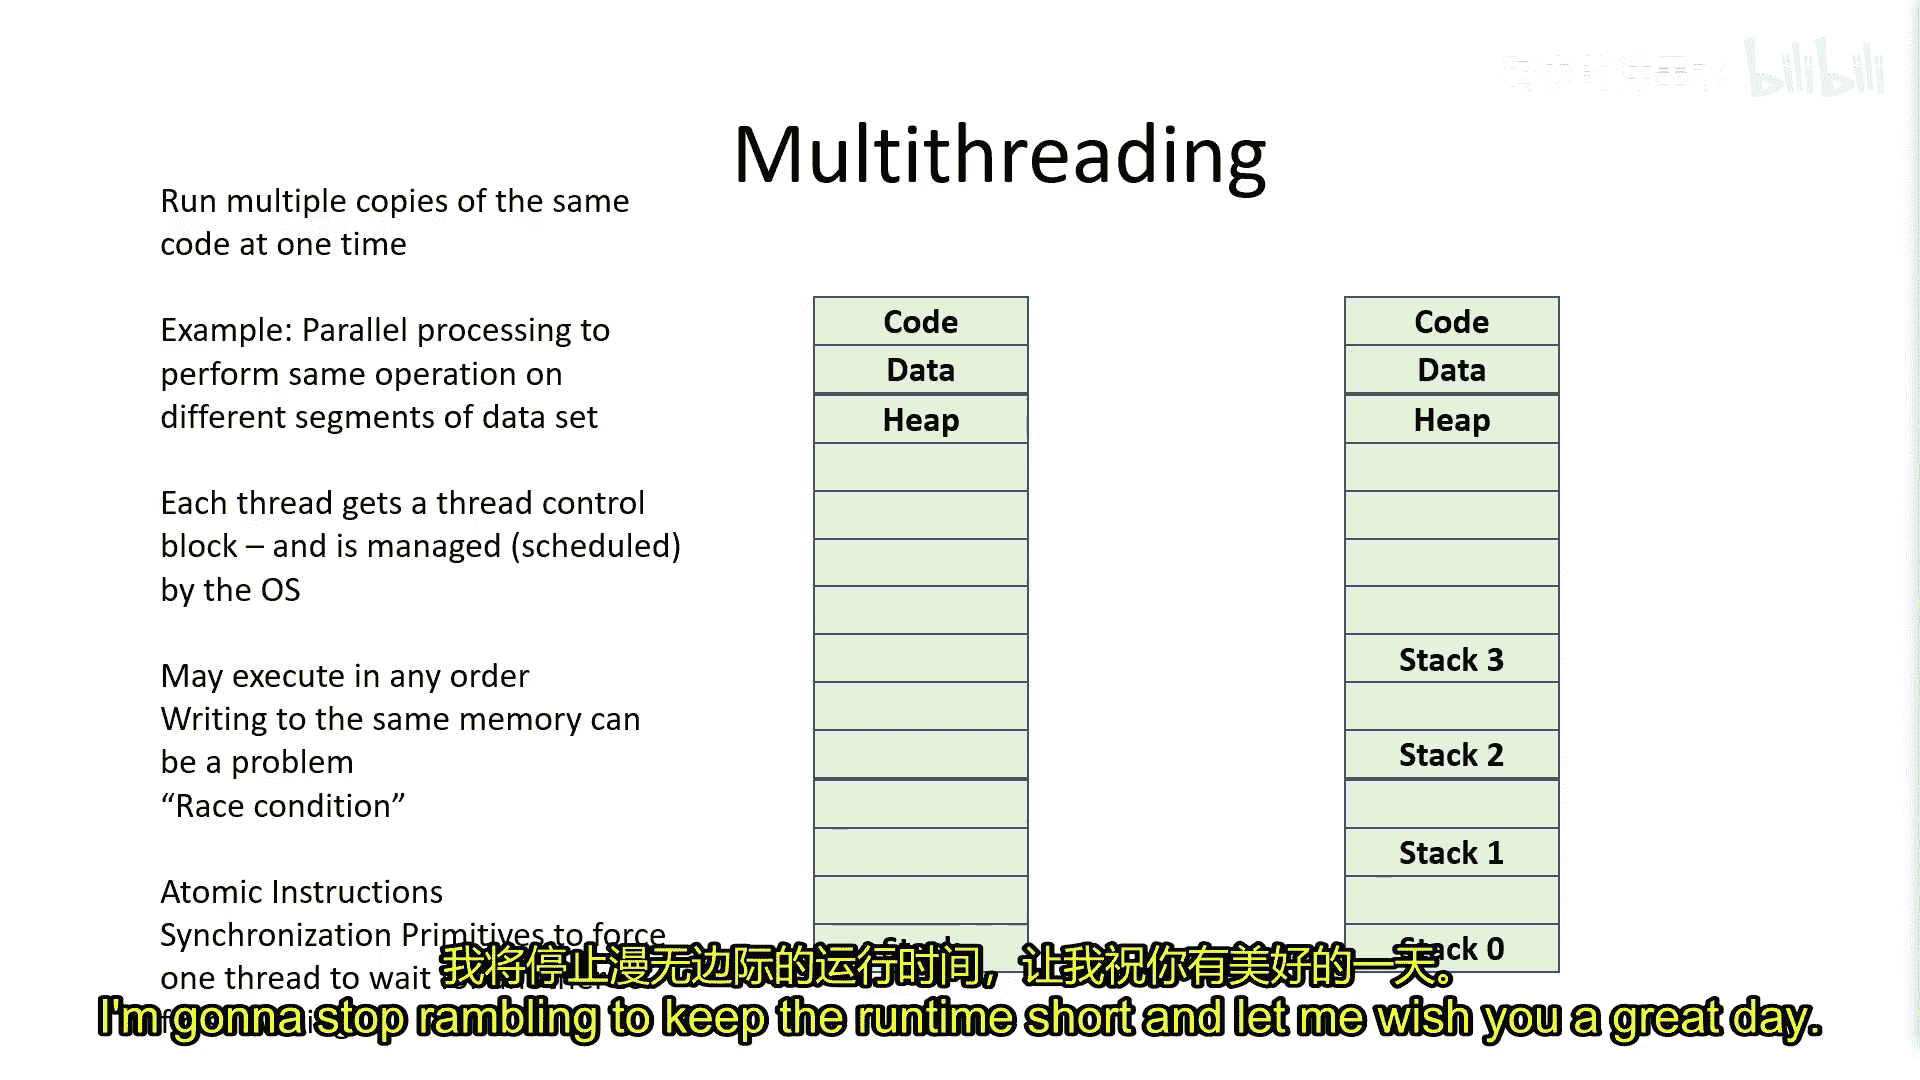 bilibili
Multithreading
Run multiple copies of the same
code at one time
Example: Parallel processing to
perform same operation on
different segments of data set
Each thread gets a thread control
block – and is managed (scheduled)
by the OS
May execute in any order
Writing to the same memory can
be a problem
“Race condition”
Atomic Instructions
Synchronization Primitives to force
one thread to wait
Code
Data
Heap
Code
Data
Heap
Stack 3
Stack 2
Stack 1
Stack 0
我将停止漫无边际的运行时间，让我祝你有美好的一天。
I'm gonna stop rambling to keep the runtime short and let me wish you a great day.